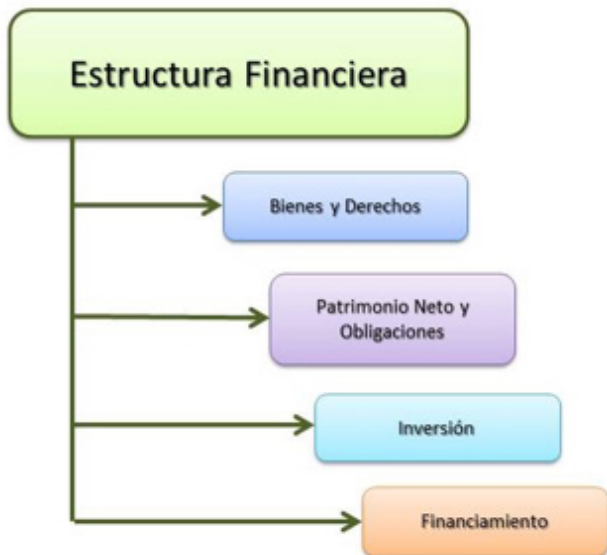 Estructura Financiera
Bienes y Derechos
Patrimonio Neto y
Obligaciones
Inversión
Financiamiento